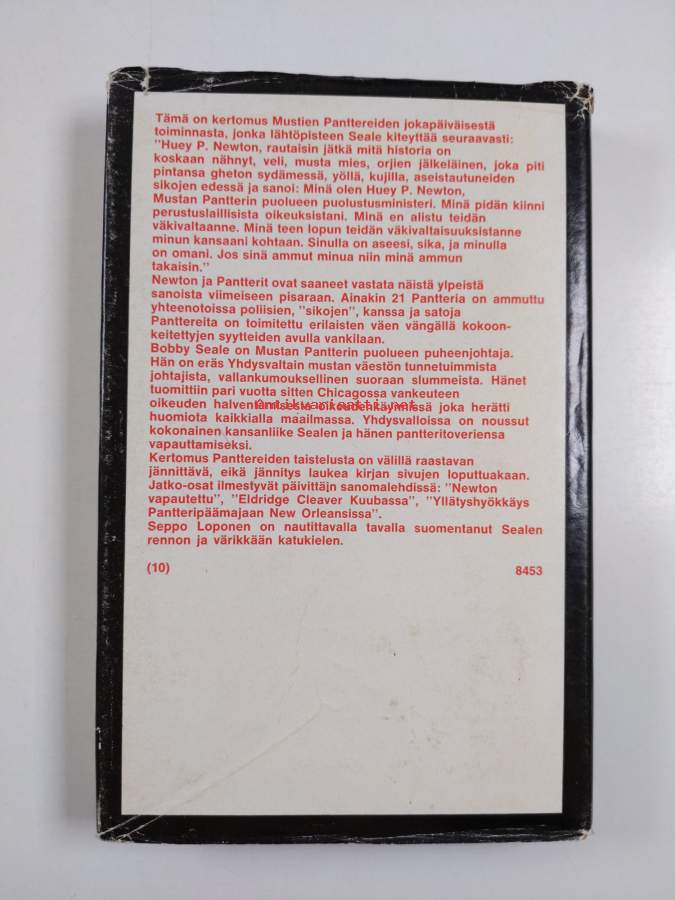 Tämä on kertomus Mustien Panttereiden jokapäiväisestä
toiminnasta, jonka lähtöpisteen Seale kiteyttää seuraavasti:
"Huey P. Newton, rautaisin jätkä mitä historia on
koskaan nähnyt, veli, musta mies, orjien jälkeläinen, joka piti
pintansa gheton sydämessä, yöllä, kujilla, aseistautuneiden
sikojen edessä ja sanoi: Minä olen Huey P. Newton,
Mustan Pantterin puolueen puolustusministeri. Minä pidän kiinni
perustuslaillisista oikeuksistani. Minä en alistu teidän
väkivaltaanne. Minä teen lopun teidän väkivaltaisuuksistanne
minun kansaani kohtaan. Sinulla on aseesi, sika, ja minulla
on omani. Jos sinä ammut minua niin minä ammun
takaisin."
Newton ja Pantterit ovat saaneet vastata näistä ylpeistä
sanoista viimeiseen pisaraan. Ainakin 21 Pantteria on ammuttu
yhteenotoissa poliisien, "sikojen", kanssa ja satoja
Panttereita on toimitettu erilaisten väen vängällä kokoon-
keitettyjen syytteiden avulla vankilaan.
Bobby Seale on Mustan Pantterin puolueen puheenjohtaja.
Hän on eräs Yhdysvaltain mustan väestön tunnetuimmista
johtajista, vallankumouksellinen suoraan slummeista. Hänet
tuomittiin pari vuotta sitten Chicagossa vankeuteen
oikeuden halventamisesta oikeudenkäymissä joka herätti
antikvariaatti.net
huomiota kaikkialla maailmassa. Yhdysvalloissa on noussut
kokonainen kansanliike Sealen ja hänen pantteritoveriensa
vapauttamiseksi.
Kertomus Panttereiden taistelusta on välillä raastavan
jännittävä, eikä jännitys laukea kirjan sivujen loputtuakaan.
Jatko-osat ilmestyvät päivittäjn sanomalehdissä: "Newton
vapautettu", "Eldridge Cleaver Kuubassa", "Yllätyshyökkäys
Pantteripäämajaan New Orleansissa".
Seppo Loponen on nautittavalla tavalla suomentanut Sealen
rennon ja värikkään katukielen.
(10) 8453